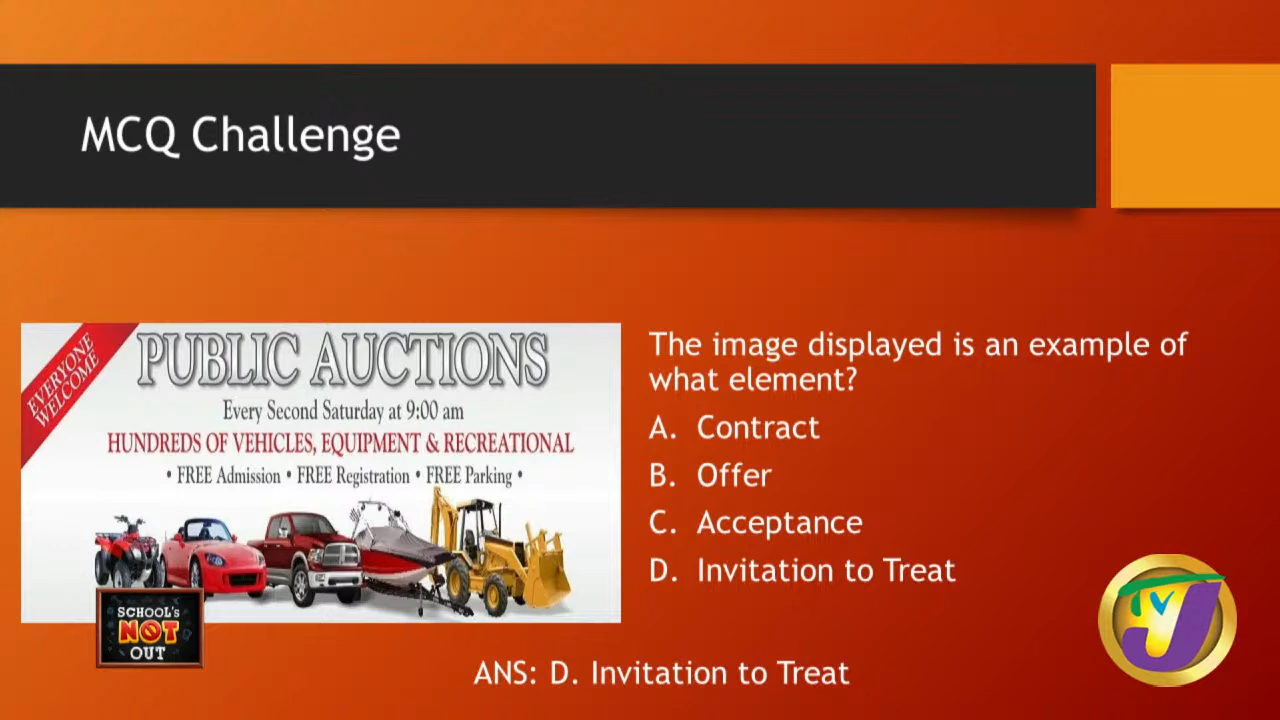 MCQ Challenge
EVERYONE
WELCOME
PUBLIC AUCTIONS
Every Second Saturday at 9:00 am
HUNDREDS OF VEHICLES, EQUIPMENT & RECREATIONAL
• FREE Admission • FREE Registration • FREE Parking •
The image displayed is an example of
what element?
A. Contract
B. Offer
C. Acceptance
D. Invitation to Treat
SCHOOL's
NOT
OUT
TVJ
ANS: D. Invitation to Treat